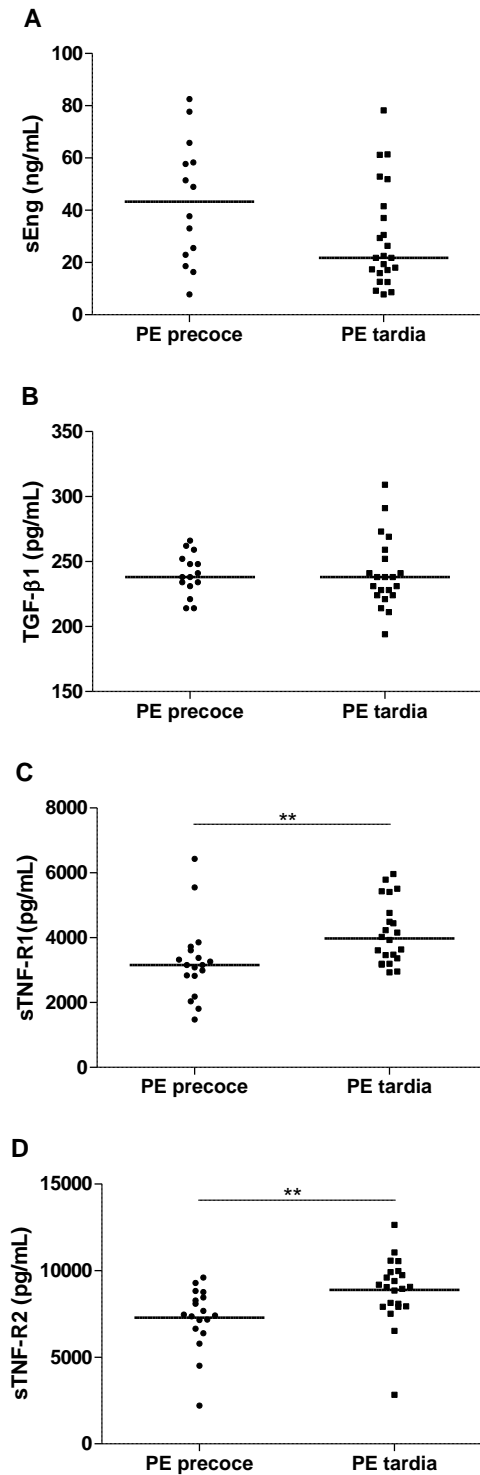 A
100
80
60
40
20
0
sEng (ng/mL)
PE precoce PE tardia
B
350
300
250
200
150
TGF-β1 (pg/mL)
PE precoce PE tardia
C
8000
6000
4000
2000
0
sTNF-R1(pg/mL)
**
PE precoce PE tardia
D
15000
10000
5000
0
sTNF-R2 (pg/mL)
**
PE precoce PE tardia